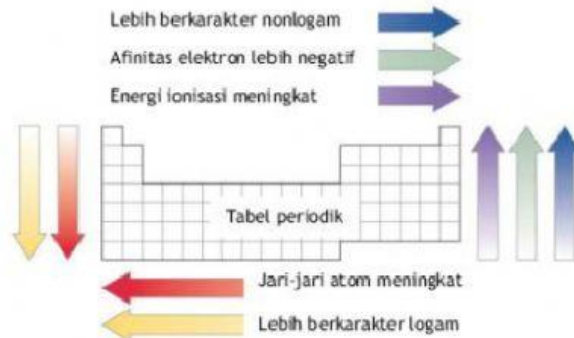 Lebih berkarakter nonlogam
Afinitas elektron lebih negatif
Energi ionisasi meningkat
Tabel periodik
Jari-jari atom meningkat
Lebih berkarakter logam